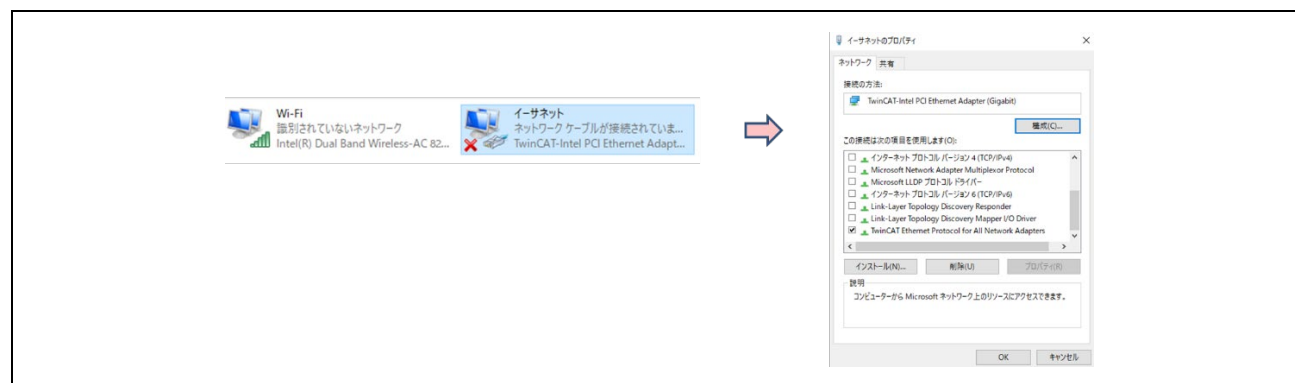 Wi-Fi
識別されていないネットワーク
Intel(R) Dual Band Wireless-AC 82...
イーサネット
ネットワーク ケーブルが接続されていま...
TwinCAT-Intel PCI Ethernet Adapt...
イーサネットのプロパティ
ネットワーク 共有
接続の方法:
TwinCAT-Intel PCI Ethernet Adapter (Gigabit)
構成(C)...
この接続は次の項目を使用します(O):
インターネット プロトコル バージョン 4 (TCP/IPv4)
Microsoft Network Adapter Multiplexor Protocol
Microsoft LLDP プロトコル ドライバー
インターネット プロトコル バージョン 6 (TCP/IPv6)
Link-Layer Topology Discovery Responder
Link-Layer Topology Discovery Mapper I/O Driver
TwinCAT Ethernet Protocol for All Network Adapters
インストール(N)... 削除(U) プロパティ(R)
説明
コンピューターから Microsoft ネットワーク上のリソースにアクセスできます。
OK キャンセル